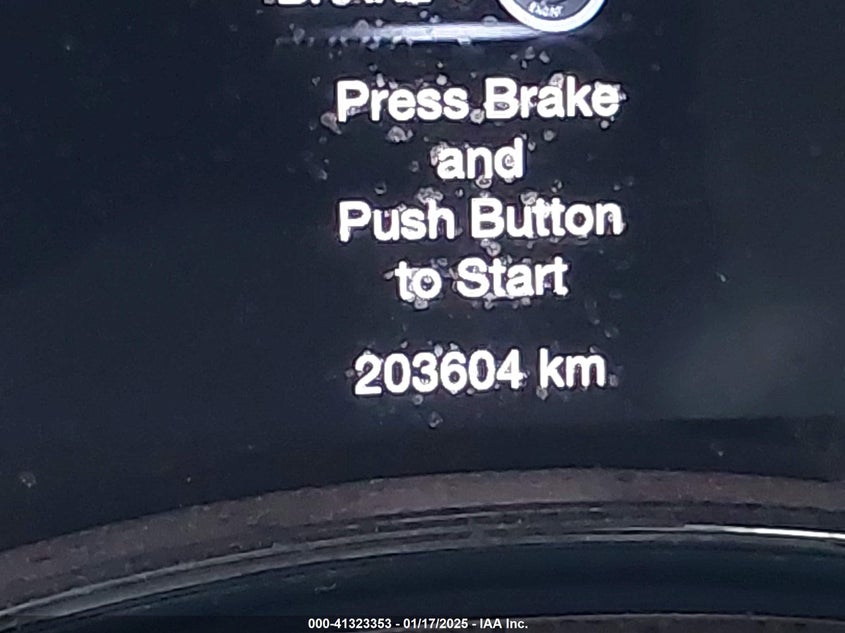 Press Brake
and
Push Button
to Start
203604 km
000-41323353 - 01/17/2025 - IAA Inc.